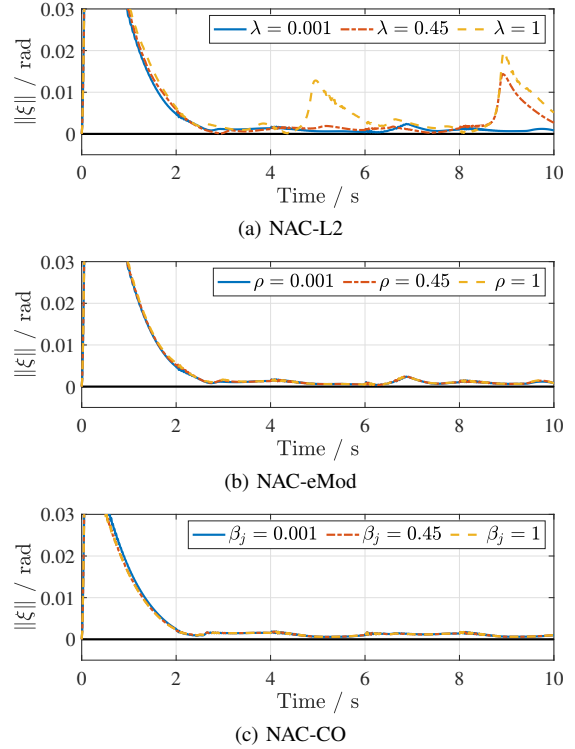 0.03
0.02
0.01
0
‖ξ‖ / rad
λ = 0.001 λ = 0.45 λ = 1
0 2 4 6 8 10
Time / s
(a) NAC-L2
0.03
0.02
0.01
0
‖ξ‖ / rad
ρ = 0.001 ρ = 0.45 ρ = 1
0 2 4 6 8 10
Time / s
(b) NAC-eMod
0.03
0.02
0.01
0
‖ξ‖ / rad
βⱼ = 0.001 βⱼ = 0.45 βⱼ = 1
0 2 4 6 8 10
Time / s
(c) NAC-CO